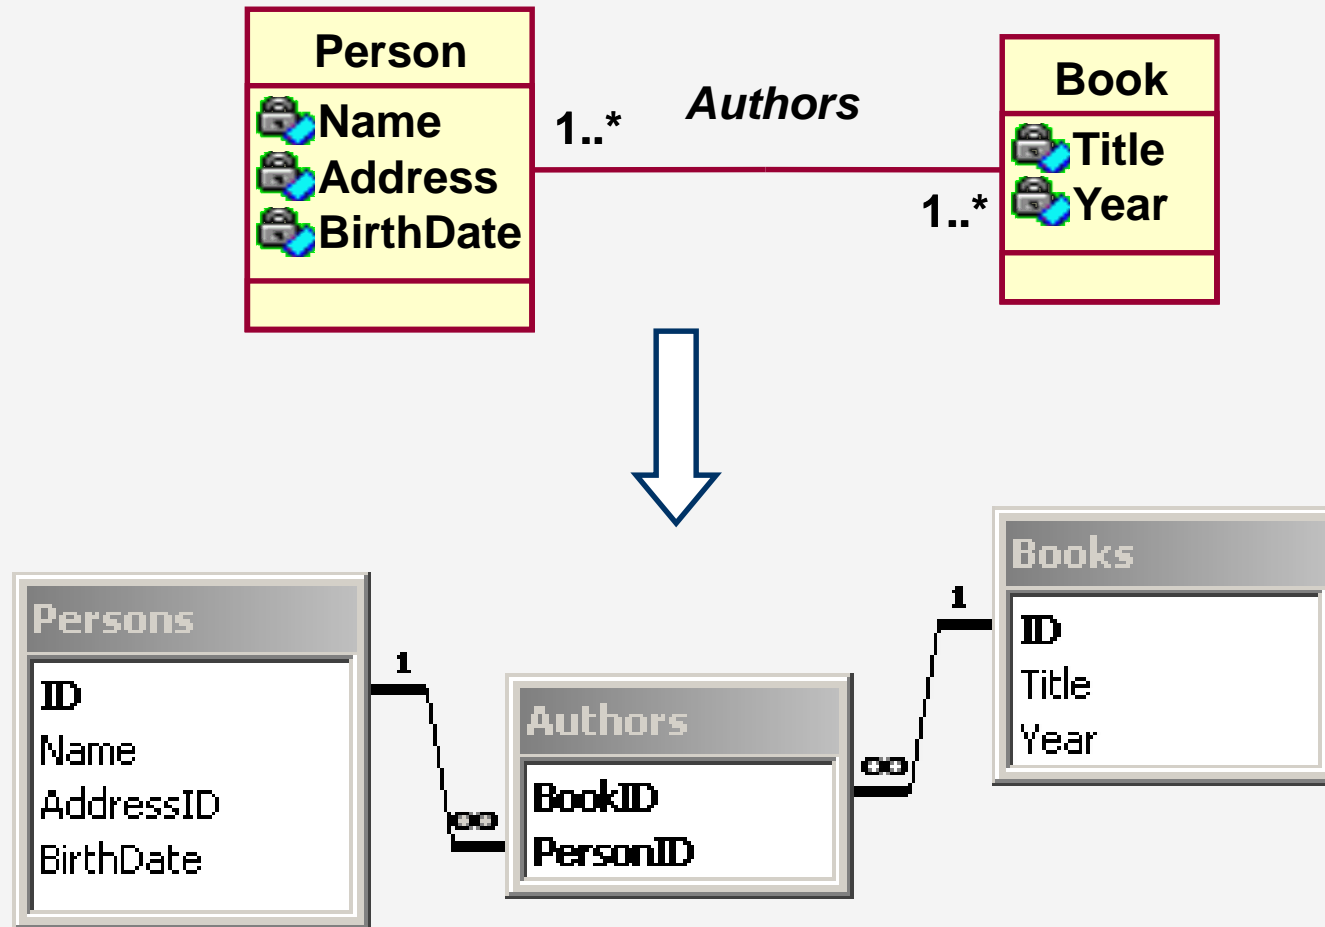 Person
Name
Address
BirthDate
1..*
Authors
1..*
Book
Title
Year
Persons
ID
Name
AddressID
BirthDate
1
∞
Authors
BookID
PersonID
∞
1
Books
ID
Title
Year